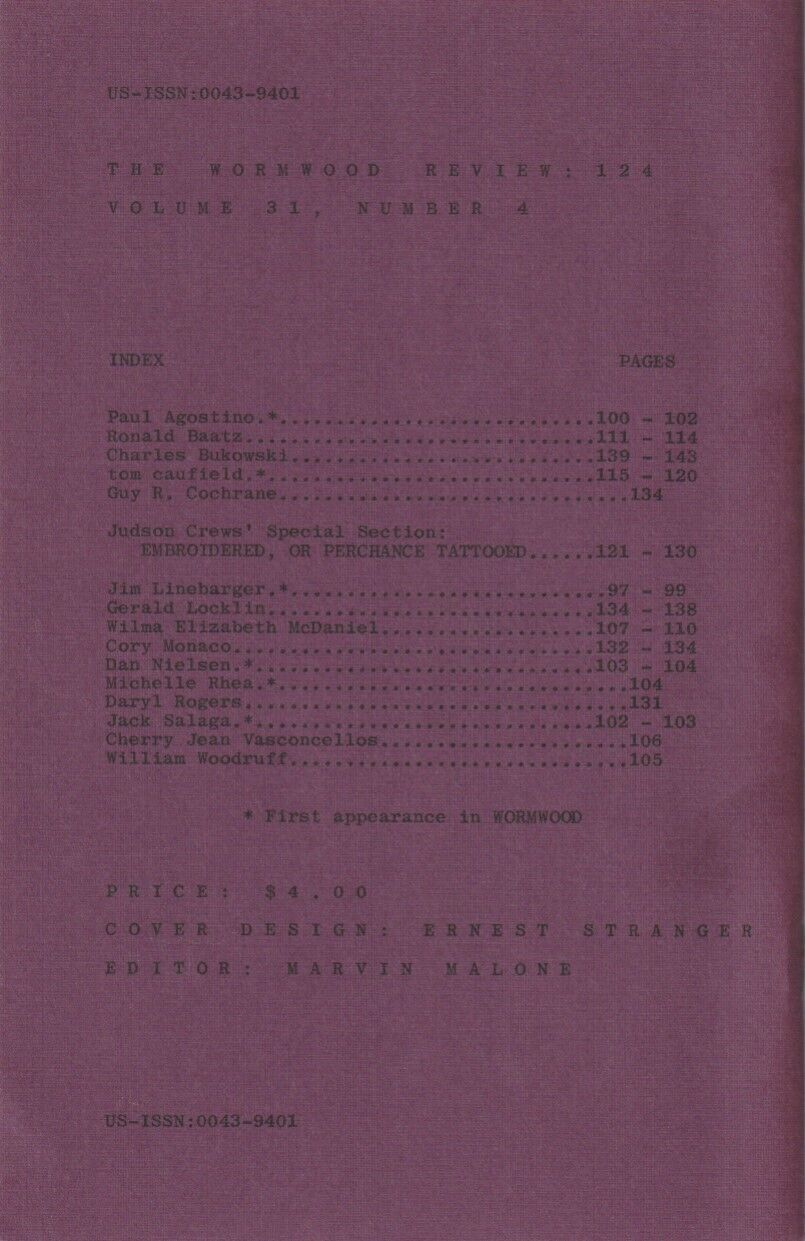 US-ISSN:0043-9401
THE WORMWOOD REVIEW: 124
VOLUME 31, NUMBER 4
INDEX PAGES
Paul Agostino.*............................100 - 102
Ronald Baatz...............................111 - 114
Charles Bukowski...........................139 - 143
tom caufield.*.............................115 - 120
Guy R. Cochrane...............................134
Judson Crews' Special Section:
EMBROIDERED, OR PERCHANCE TATTOOED......121 - 130
Jim Linebarger.*............................97 - 99
Gerald Locklin.............................134 - 138
Wilma Elizabeth McDaniel...................107 - 110
Cory Monaco................................132 - 134
Dan Nielsen.*..............................103 - 104
Michelle Rhea.*...............................104
Daryl Rogers..................................131
Jack Salaga.*..............................102 - 103
Cherry Jean Vasconcellos......................106
William Woodruff..............................105
* First appearance in WORMWOOD
PRICE: $4.00
COVER DESIGN: ERNEST STRANGER
EDITOR: MARVIN MALONE
US-ISSN:0043-9401